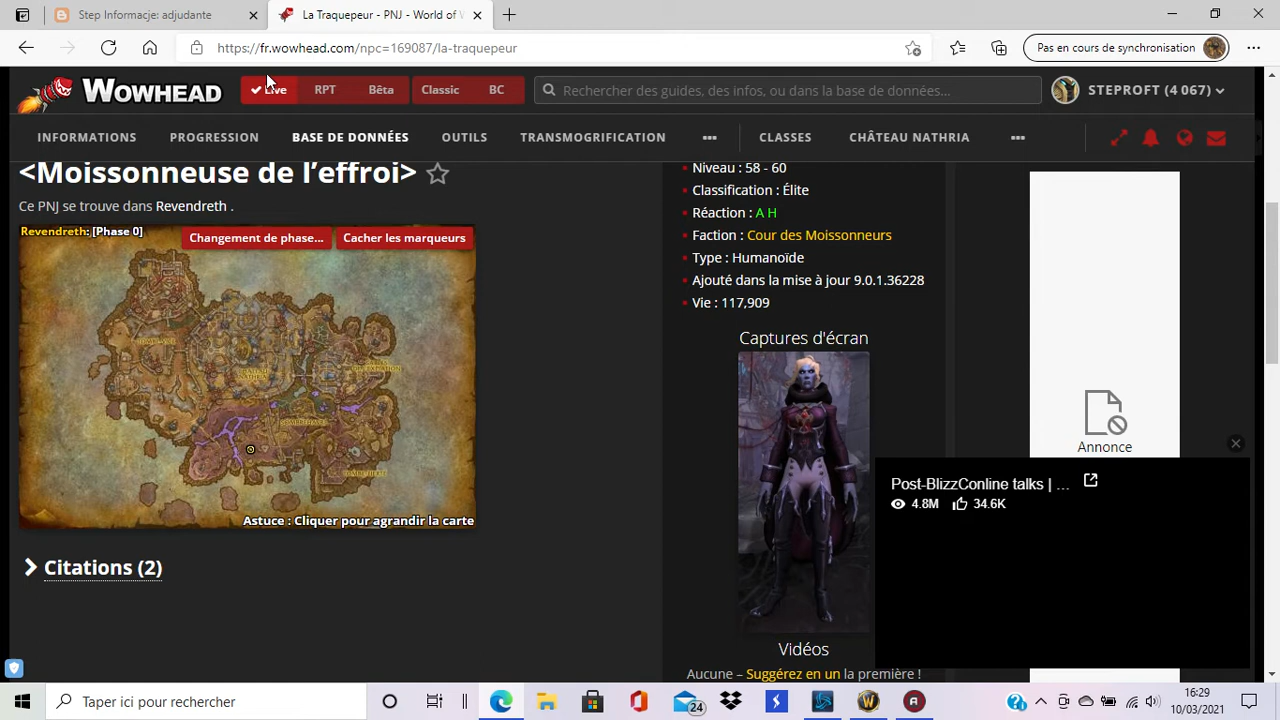 Step Informacje: adjudante
La Traquepeur - PNJ - World of W
https://fr.wowhead.com/npc=169087/la-traquepeur
Pas en cours de synchronisation
WOWHEAD
Live RPT Bêta Classic BC
Rechercher des guides, des infos, ou dans la base de données...
STEPROFT (4 067)
INFORMATIONS PROGRESSION BASE DE DONNÉES OUTILS TRANSMOGRIFICATION ••• CLASSES CHÂTEAU NATHRIA •••
<Moissonneuse de l’effroi>
Ce PNJ se trouve dans Revendreth .
Revendreth: [Phase 0]
Changement de phase...
Cacher les marqueurs
Astuce : Cliquer pour agrandir la carte
Citations (2)
Niveau : 58 - 60
Classification : Élite
Réaction : A H
Faction : Cour des Moissonneurs
Type : Humanoïde
Ajouté dans la mise à jour 9.0.1.36228
Vie : 117,909
Captures d'écran
Vidéos
Aucune – Suggérez en un la première !
Annonce
Post-BlizzConline talks | ...
4.8M 34.6K
Taper ici pour rechercher
24
16:29
10/03/2021